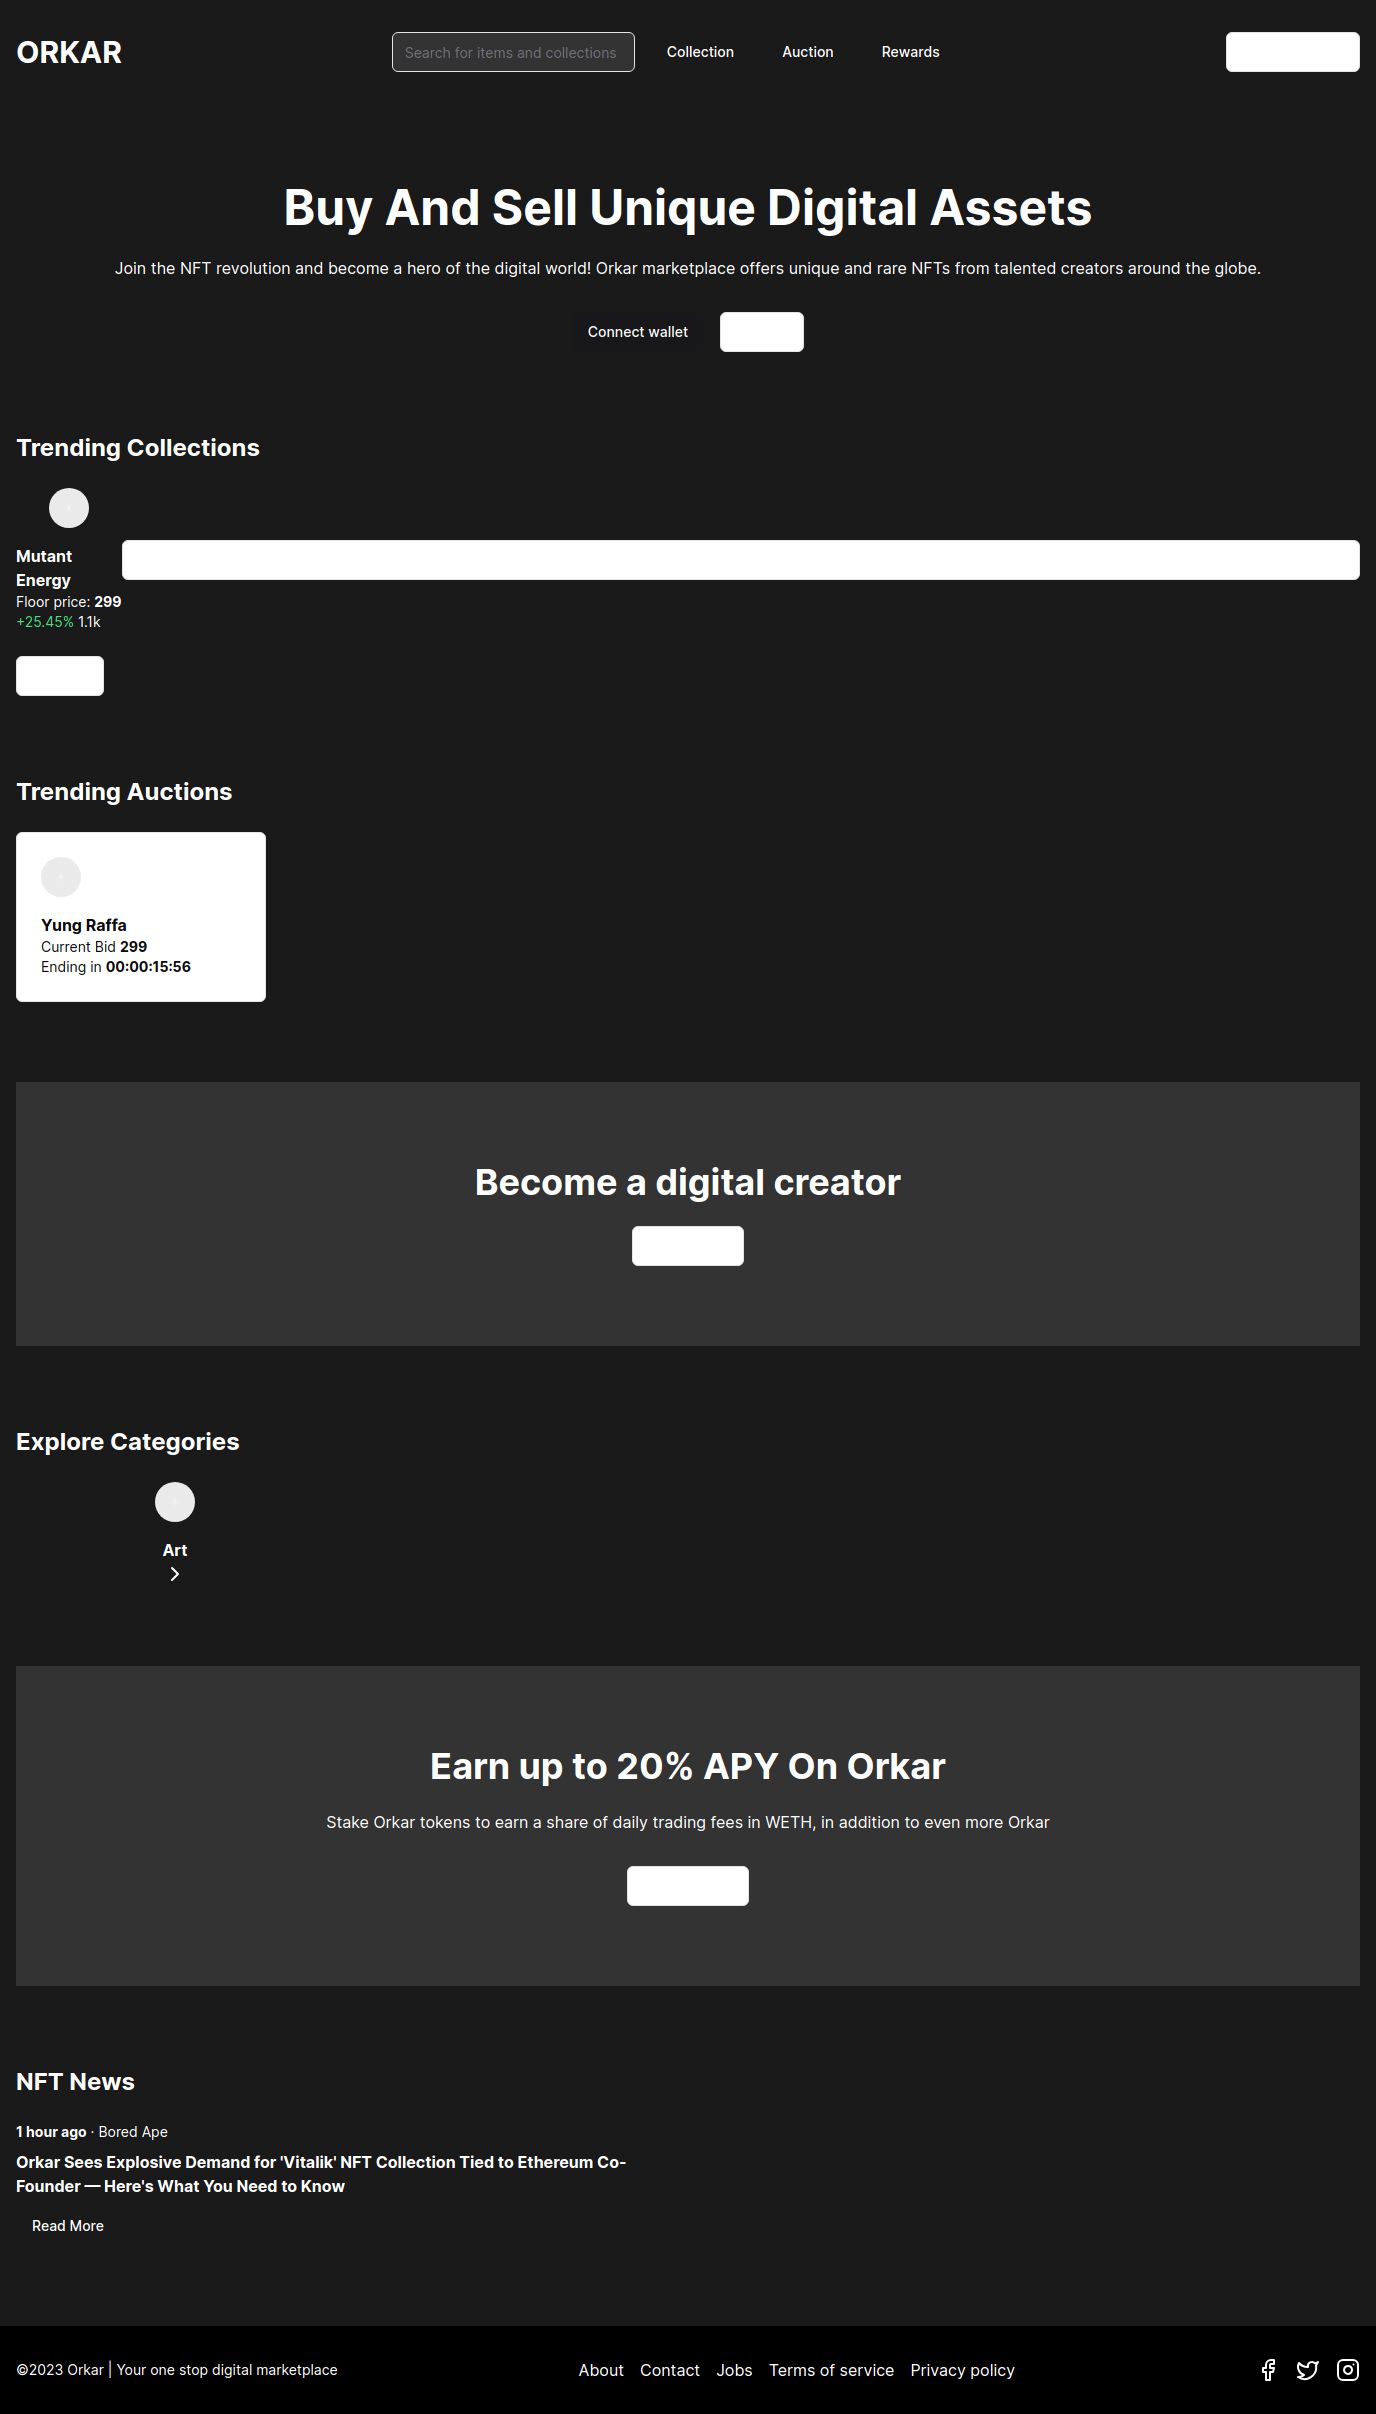 ORKAR
Search for items and collections
Collection
Auction
Rewards
Buy And Sell Unique Digital Assets
Join the NFT revolution and become a hero of the digital world! Orkar marketplace offers unique and rare NFTs from talented creators around the globe.
Connect wallet
Trending Collections
Mutant
Energy
Floor price: 299
+25.45% 1.1k
Trending Auctions
Yung Raffa
Current Bid 299
Ending in 00:00:15:56
Become a digital creator
Explore Categories
Art
Earn up to 20% APY On Orkar
Stake Orkar tokens to earn a share of daily trading fees in WETH, in addition to even more Orkar
NFT News
1 hour ago · Bored Ape
Orkar Sees Explosive Demand for 'Vitalik' NFT Collection Tied to Ethereum Co-
Founder — Here's What You Need to Know
Read More
©2023 Orkar | Your one stop digital marketplace
About
Contact
Jobs
Terms of service
Privacy policy